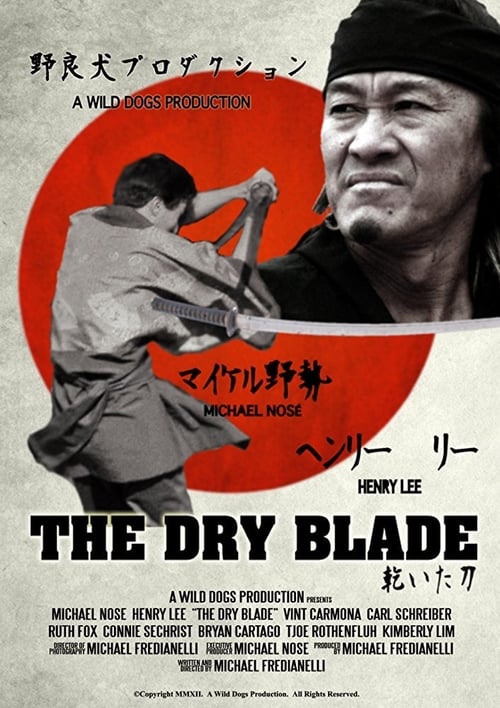 野良犬プロダクション
A WILD DOGS PRODUCTION
マイケル野勢
MICHAEL NOSÉ
ヘンリー リー
HENRY LEE
THE DRY BLADE
乾いた刀
A WILD DOGS PRODUCTION PRESENTS
MICHAEL NOSE HENRY LEE "THE DRY BLADE" VINT CARMONA CARL SCHREIBER
RUTH FOX CONNIE SECHRIST BRYAN CARTAGO TJOE ROTHENFLUH KIMBERLY LIM
DIRECTOR OF PHOTOGRAPHY MICHAEL FREDIANELLI EXECUTIVE PRODUCER MICHAEL NOSE PRODUCED BY MICHAEL FREDIANELLI
WRITTEN AND DIRECTED BY MICHAEL FREDIANELLI
©Copyright MMXII. A Wild Dogs Production. All Rights Reserved.